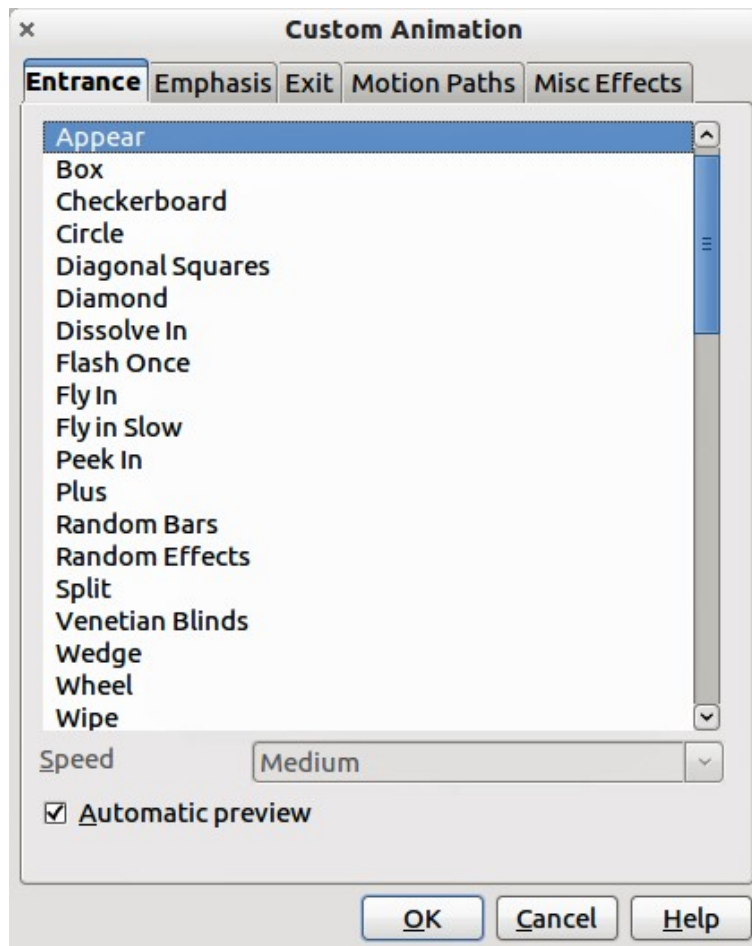 Custom Animation
Entrance Emphasis Exit Motion Paths Misc Effects
Appear
Box
Checkerboard
Circle
Diagonal Squares
Diamond
Dissolve In
Flash Once
Fly In
Fly in Slow
Peek In
Plus
Random Bars
Random Effects
Split
Venetian Blinds
Wedge
Wheel
Wipe
Speed Medium
Automatic preview
OK Cancel Help